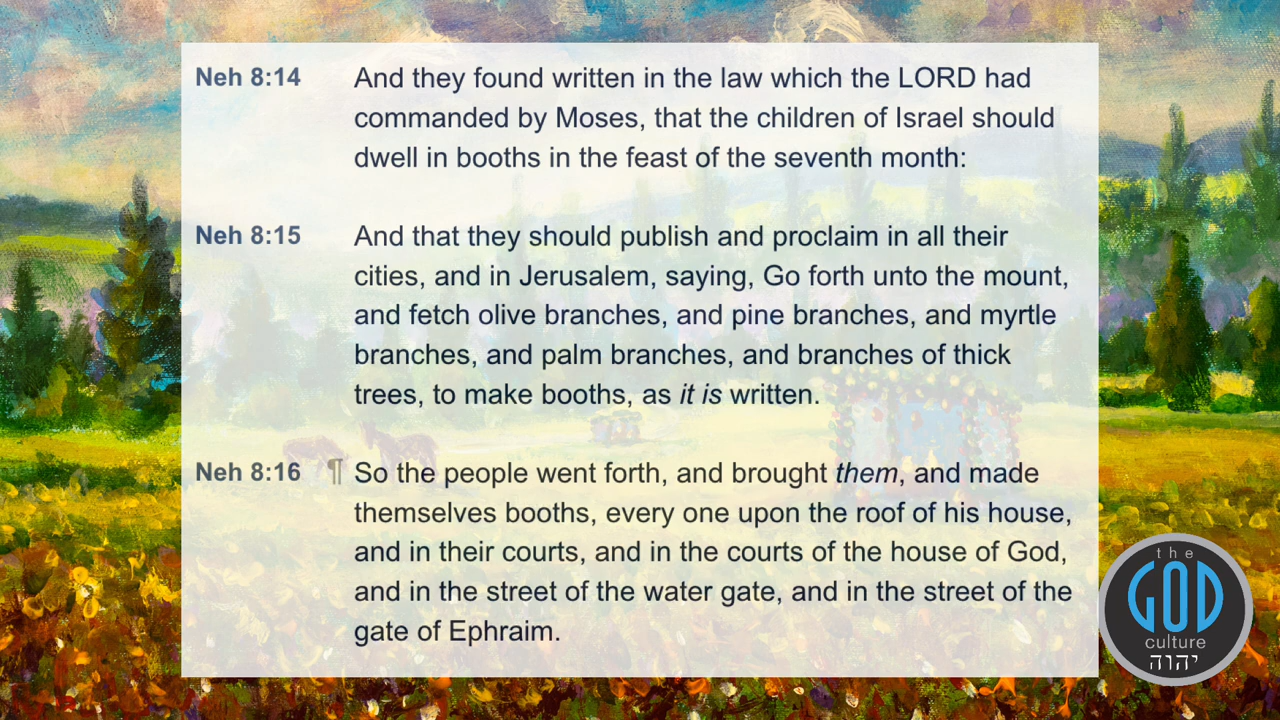 Neh 8:14 And they found written in the law which the LORD had
commanded by Moses, that the children of Israel should
dwell in booths in the feast of the seventh month:
Neh 8:15 And that they should publish and proclaim in all their
cities, and in Jerusalem, saying, Go forth unto the mount,
and fetch olive branches, and pine branches, and myrtle
branches, and palm branches, and branches of thick
trees, to make booths, as it is written.
Neh 8:16 ¶ So the people went forth, and brought them, and made
themselves booths, every one upon the roof of his house,
and in their courts, and in the courts of the house of God,
and in the street of the water gate, and in the street of the
gate of Ephraim.
the
GOD
culture
יהוה